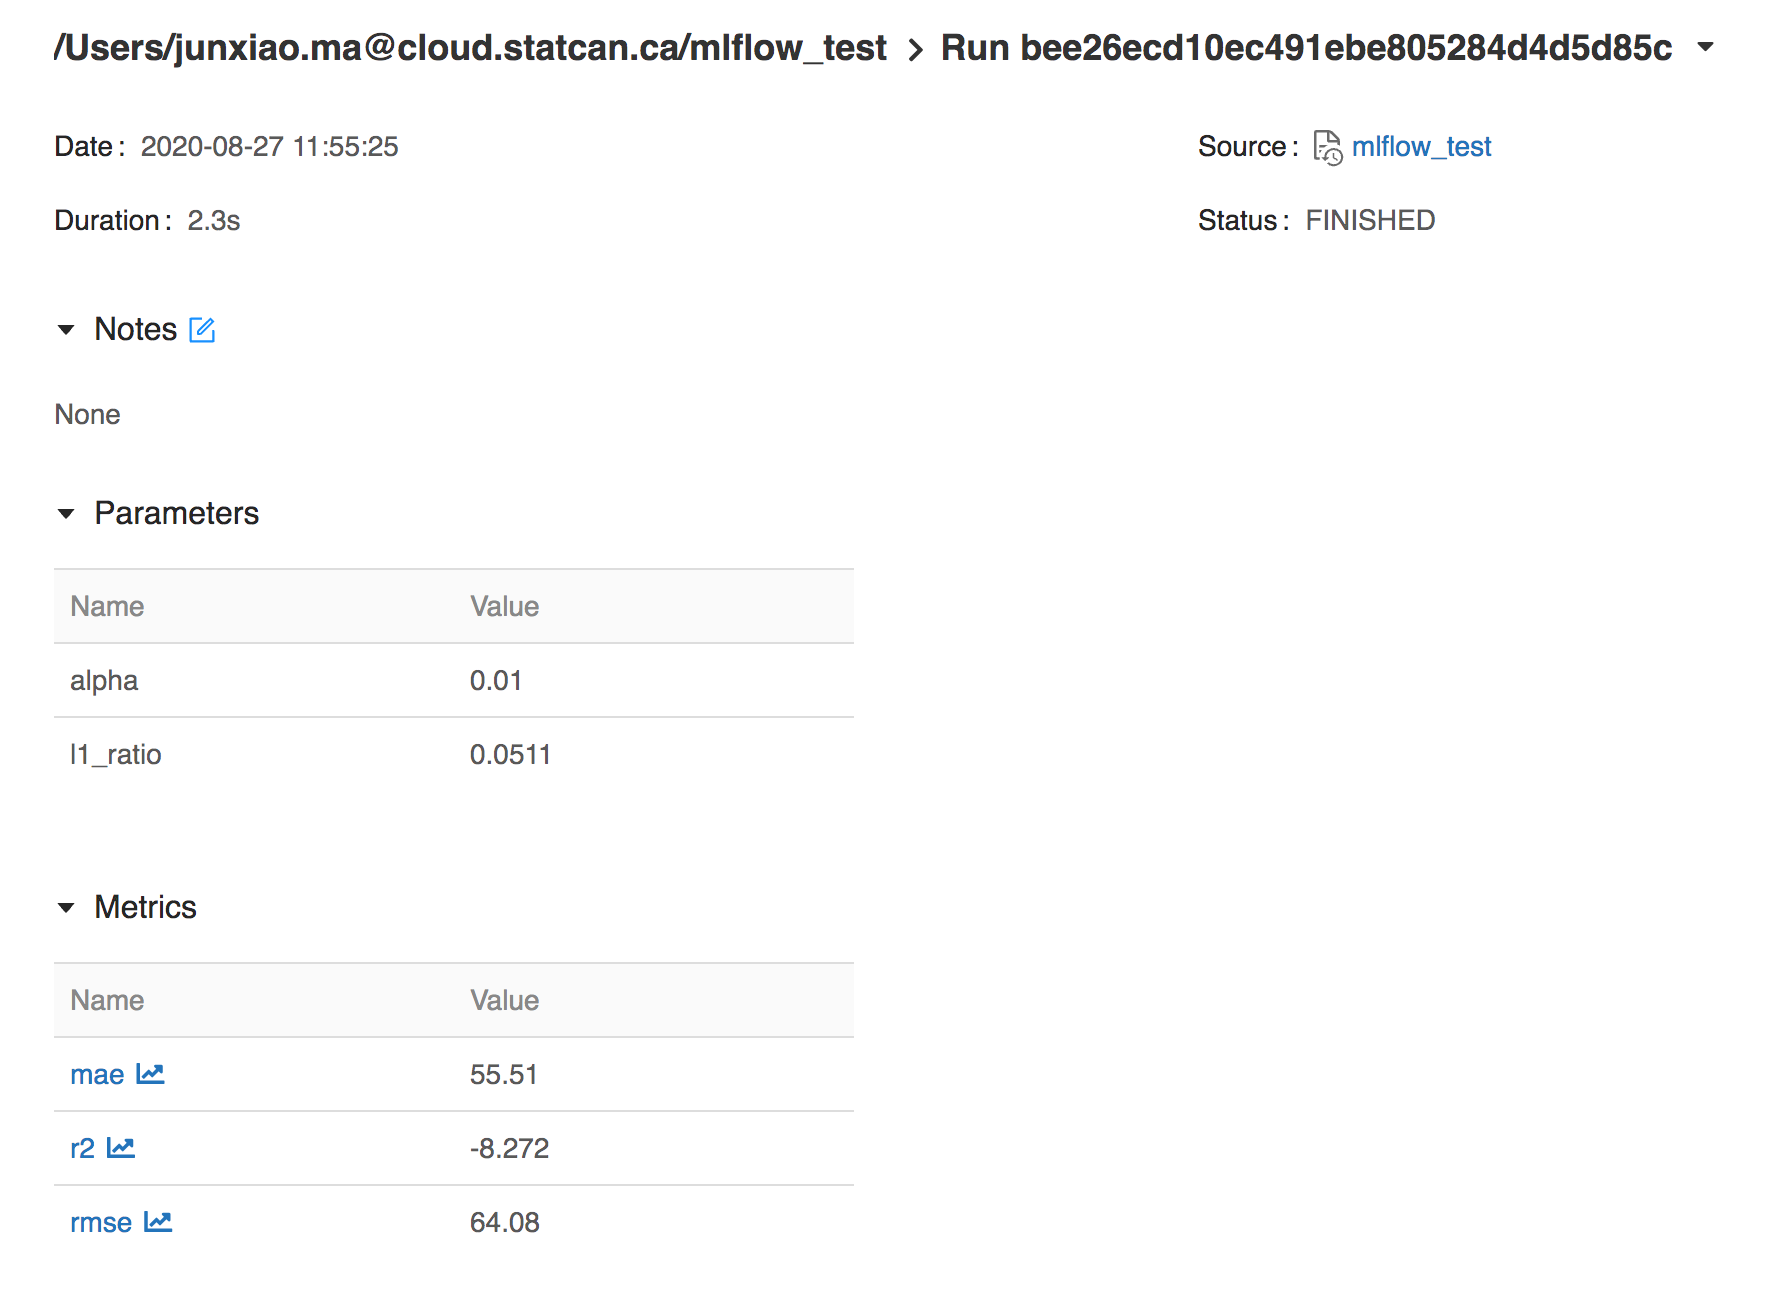 /Users/junxiao.ma@cloud.statcan.ca/mlflow_test > Run bee26ecd10ec491ebe805284d4d5d85c
Date : 2020-08-27 11:55:25
Source : mlflow_test
Duration : 2.3s
Status : FINISHED
Notes
None
Parameters
Name Value
alpha 0.01
l1_ratio 0.0511
Metrics
Name Value
mae 55.51
r2 -8.272
rmse 64.08